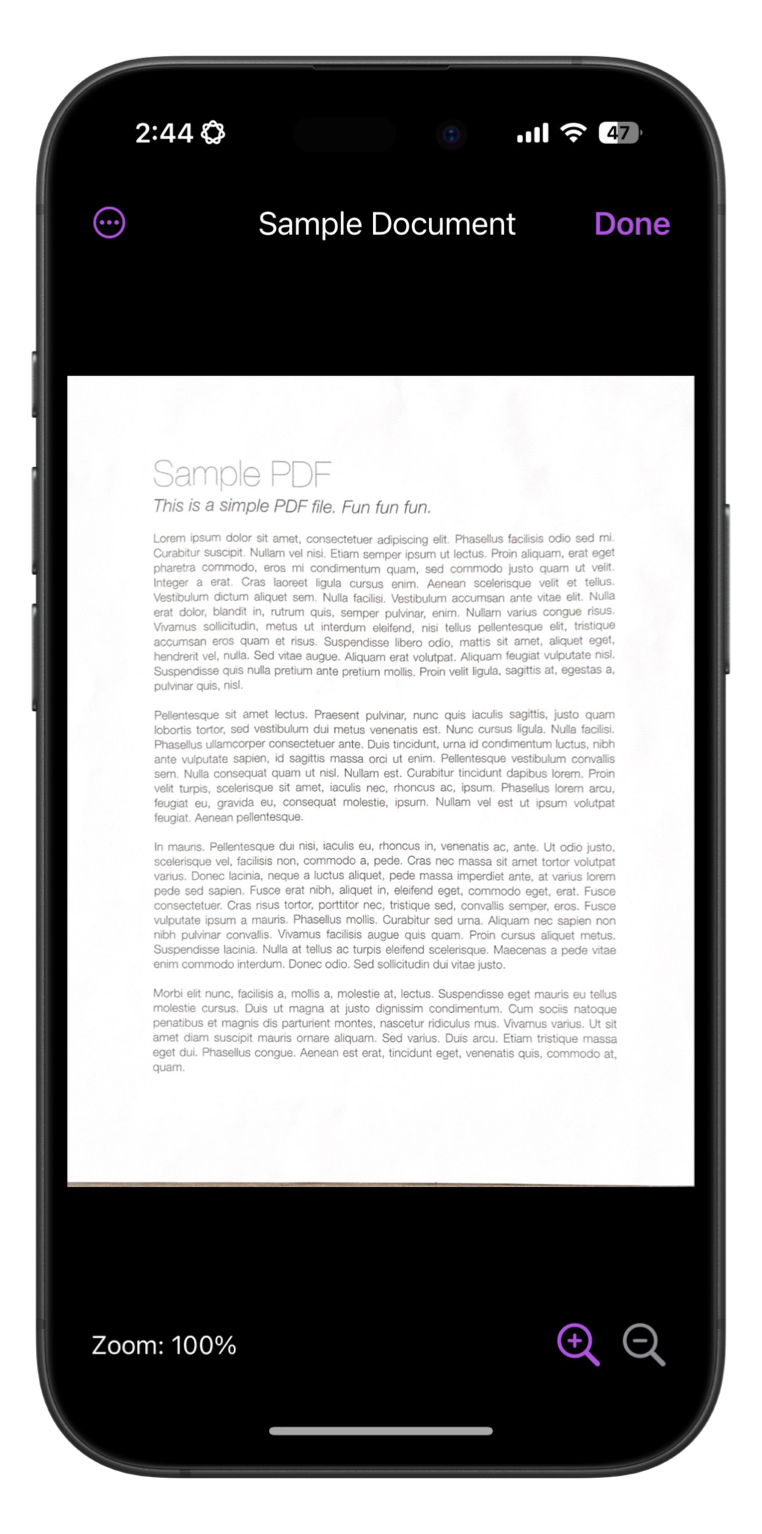 2:44
47
Sample Document
Done
Sample PDF
This is a simple PDF file. Fun fun fun.
Lorem ipsum dolor sit amet, consectetuer adipiscing elit. Phasellus facilisis odio sed mi.
Curabitur suscipit. Nullam vel nisi. Etiam semper ipsum ut lectus. Proin aliquam, erat eget
pharetra commodo, eros mi condimentum quam, sed commodo justo quam ut velit.
Integer a erat. Cras laoreet ligula cursus enim. Aenean scelerisque velit et tellus.
Vestibulum dictum aliquet sem. Nulla facilisi. Vestibulum accumsan ante vitae elit. Nulla
erat dolor, blandit in, rutrum quis, semper pulvinar, enim. Nullam varius congue risus.
Vivamus sollicitudin, metus ut interdum eleifend, nisi tellus pellentesque elit, tristique
accumsan eros quam et risus. Suspendisse libero odio, mattis sit amet, aliquet eget,
hendrerit vel, nulla. Sed vitae augue. Aliquam erat volutpat. Aliquam feugiat vulputate nisl.
Suspendisse quis nulla pretium ante pretium mollis. Proin velit ligula, sagittis at, egestas a,
pulvinar quis, nisl.
Pellentesque sit amet lectus. Praesent pulvinar, nunc quis iaculis sagittis, justo quam
lobortis tortor, sed vestibulum dui metus venenatis est. Nunc cursus ligula. Nulla facilisi.
Phasellus ullamcorper consectetuer ante. Duis tincidunt, urna id condimentum luctus, nibh
ante vulputate sapien, id sagittis massa orci ut enim. Pellentesque vestibulum convallis
sem. Nulla consequat quam ut nisl. Nullam est. Curabitur tincidunt dapibus lorem. Proin
velit turpis, scelerisque sit amet, iaculis nec, rhoncus ac, ipsum. Phasellus lorem arcu,
feugiat eu, gravida eu, consequat molestie, ipsum. Nullam vel est ut ipsum volutpat
feugiat. Aenean pellentesque.
In mauris. Pellentesque dui nisi, iaculis eu, rhoncus in, venenatis ac, ante. Ut odio justo,
scelerisque vel, facilisis non, commodo a, pede. Cras nec massa sit amet tortor volutpat
varius. Donec lacinia, neque a luctus aliquet, pede massa imperdiet ante, at varius lorem
pede sed sapien. Fusce erat nibh, aliquet in, eleifend eget, commodo eget, erat. Fusce
consectetuer. Cras risus tortor, porttitor nec, tristique sed, convallis semper, eros. Fusce
vulputate ipsum a mauris. Phasellus mollis. Curabitur sed urna. Aliquam nec sapien non
nibh pulvinar convallis. Vivamus facilisis augue quis quam. Proin cursus aliquet metus.
Suspendisse lacinia. Nulla at tellus ac turpis eleifend scelerisque. Maecenas a pede vitae
enim commodo interdum. Donec odio. Sed sollicitudin dui vitae justo.
Morbi elit nunc, facilisis a, mollis a, molestie at, lectus. Suspendisse eget mauris eu tellus
molestie cursus. Duis ut magna at justo dignissim condimentum. Cum sociis natoque
penatibus et magnis dis parturient montes, nascetur ridiculus mus. Vivamus varius. Ut sit
amet diam suscipit mauris ornare aliquam. Sed varius. Duis arcu. Etiam tristique massa
eget dui. Phasellus congue. Aenean est erat, tincidunt eget, venenatis quis, commodo at,
quam.
Zoom: 100%